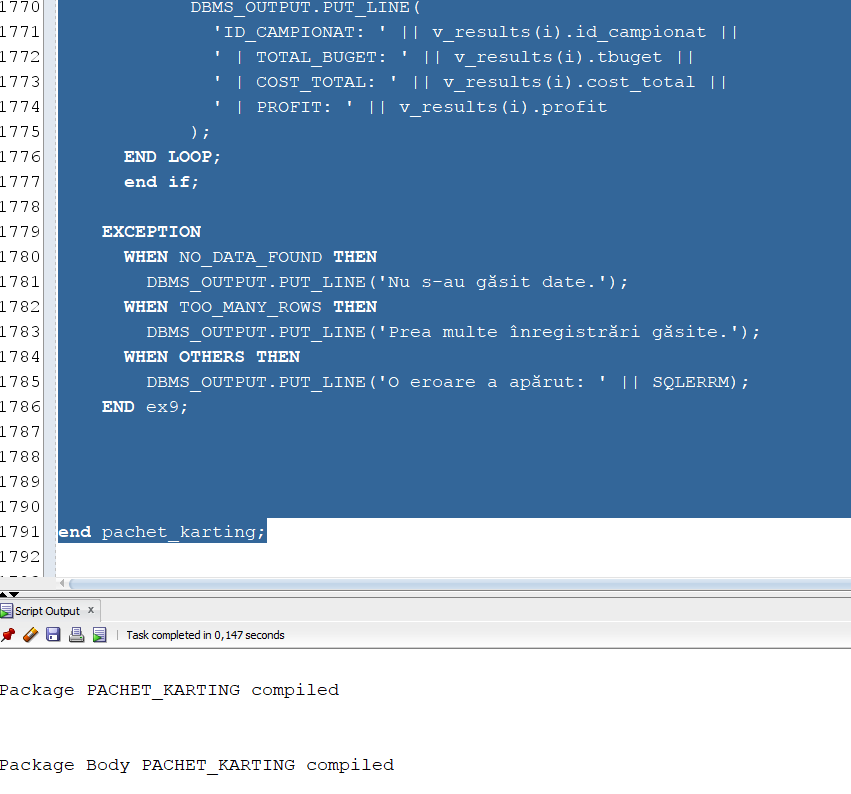 1770 DBMS_OUTPUT.PUT_LINE(
1771 'ID_CAMPIONAT: ' || v_results(i).id_campionat ||
1772 ' | TOTAL_BUGET: ' || v_results(i).tbuget ||
1773 ' | COST_TOTAL: ' || v_results(i).cost_total ||
1774 ' | PROFIT: ' || v_results(i).profit
1775 );
1776 END LOOP;
1777 end if;
1778
1779 EXCEPTION
1780 WHEN NO_DATA_FOUND THEN
1781 DBMS_OUTPUT.PUT_LINE('Nu s-au găsit date.');
1782 WHEN TOO_MANY_ROWS THEN
1783 DBMS_OUTPUT.PUT_LINE('Prea multe înregistrări găsite.');
1784 WHEN OTHERS THEN
1785 DBMS_OUTPUT.PUT_LINE('O eroare a apărut: ' || SQLERRM);
1786 END ex9;
1787
1788
1789
1790
1791 end pachet_karting;
1792
Script Output x
Task completed in 0,147 seconds
Package PACHET_KARTING compiled
Package Body PACHET_KARTING compiled